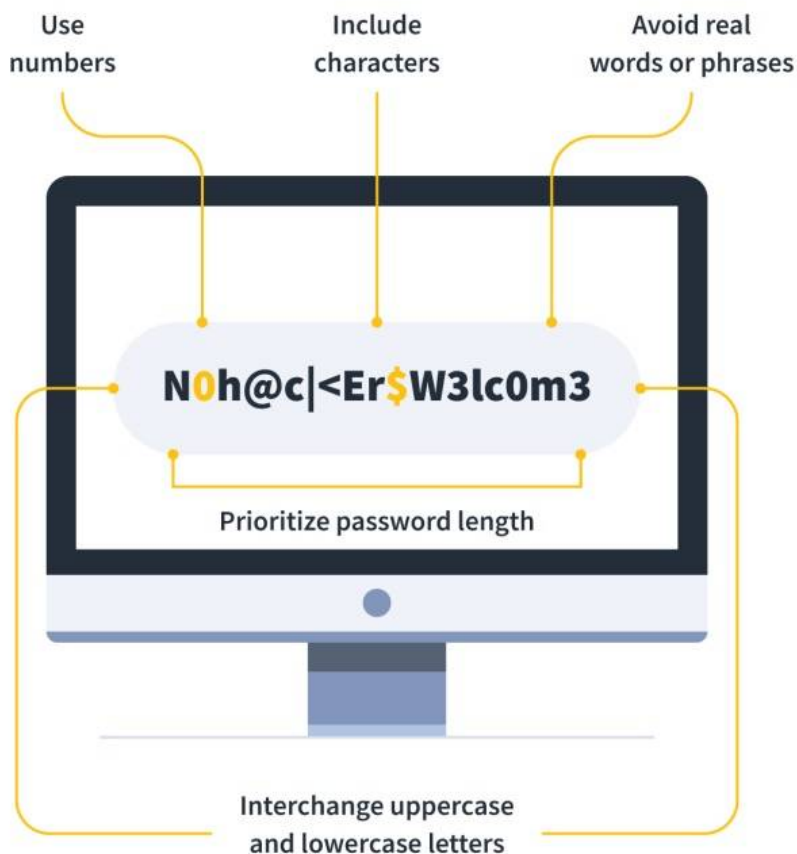 Use
numbers
Include
characters
Avoid real
words or phrases
N0h@c|<Er$W3lc0m3
Prioritize password length
Interchange uppercase
and lowercase letters